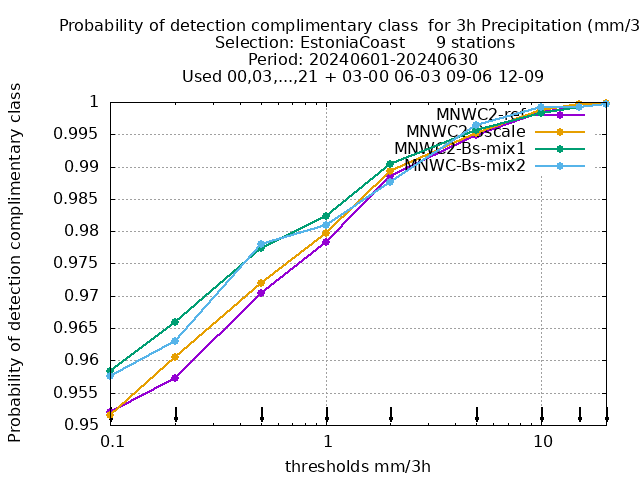 Probability of detection complimentary class  for 3h Precipitation (mm/3
Selection: EstoniaCoast      9 stations
Period: 20240601-20240630
Used 00,03,...,21 + 03-00 06-03 09-06 12-09
Probability of detection complimentary class
1
0.995
0.99
0.985
0.98
0.975
0.97
0.965
0.96
0.955
0.95
MNWC2-ref
MNWC2-Bs-mix1
MNWC-Bs-mix2
0.1
1
10
thresholds mm/3h